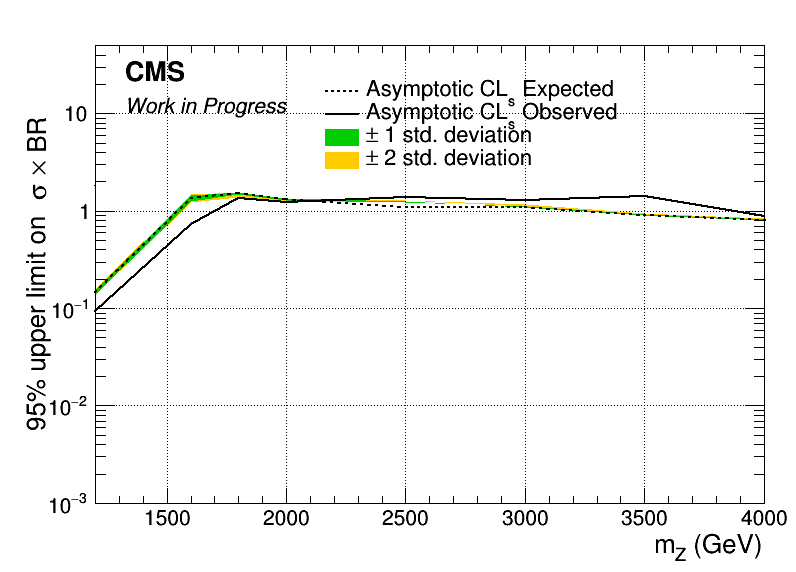 CMS
Work in Progress
Asymptotic CLs Expected
Asymptotic CLs Observed
± 1 std. deviation
± 2 std. deviation
95% upper limit on σ × BR
10
1
10⁻¹
10⁻²
10⁻³
1500 2000 2500 3000 3500 4000
mZ (GeV)